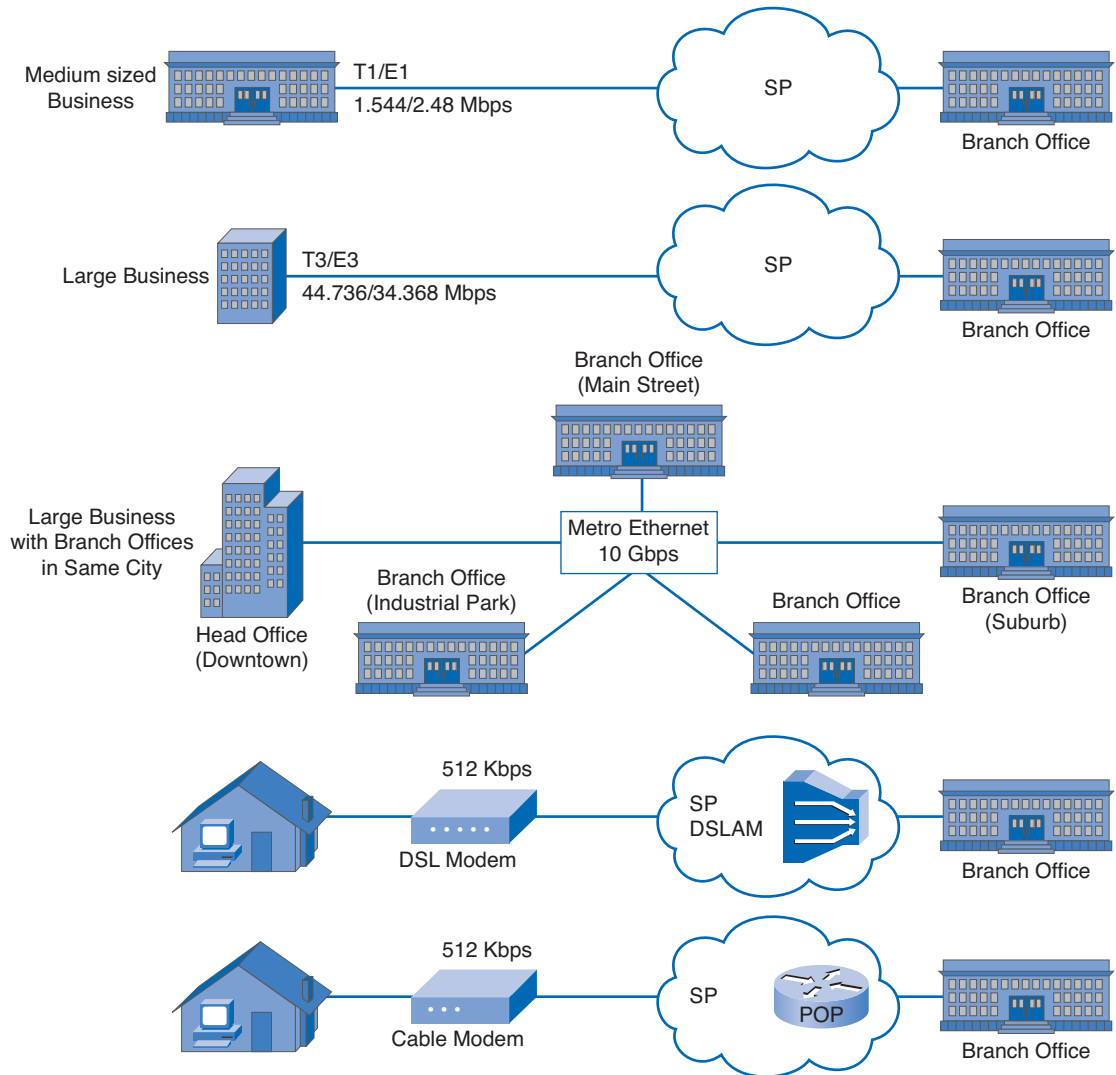 Medium sized
Business
T1/E1
1.544/2.48 Mbps
SP
Branch Office
Large Business
T3/E3
44.736/34.368 Mbps
SP
Branch Office
Branch Office
(Main Street)
Large Business
with Branch Offices
in Same City
Metro Ethernet
10 Gbps
Head Office
(Downtown)
Branch Office
(Industrial Park)
Branch Office
Branch Office
(Suburb)
512 Kbps
DSL Modem
SP
DSLAM
Branch Office
512 Kbps
Cable Modem
SP
POP
Branch Office